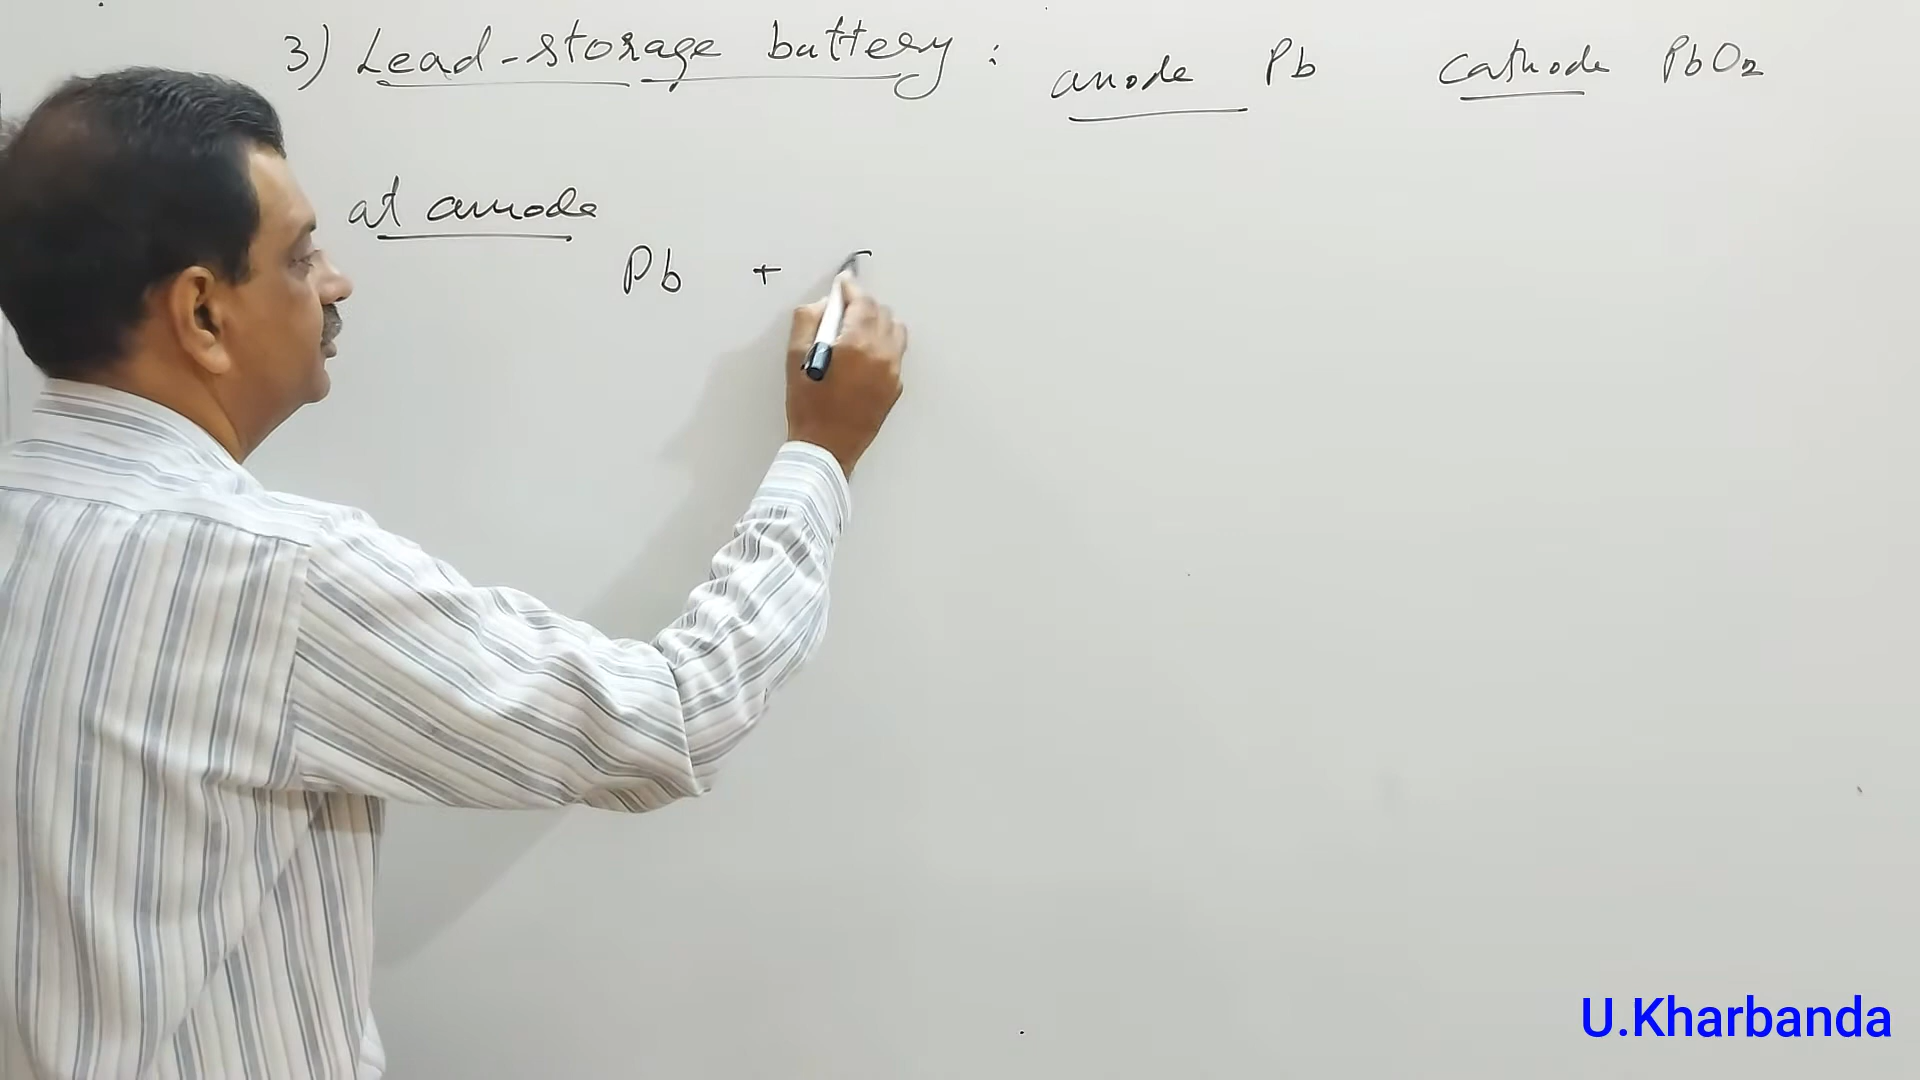 3) Lead-storage battery : anode Pb cathode PbO2
at anode
Pb +
U.Kharbanda